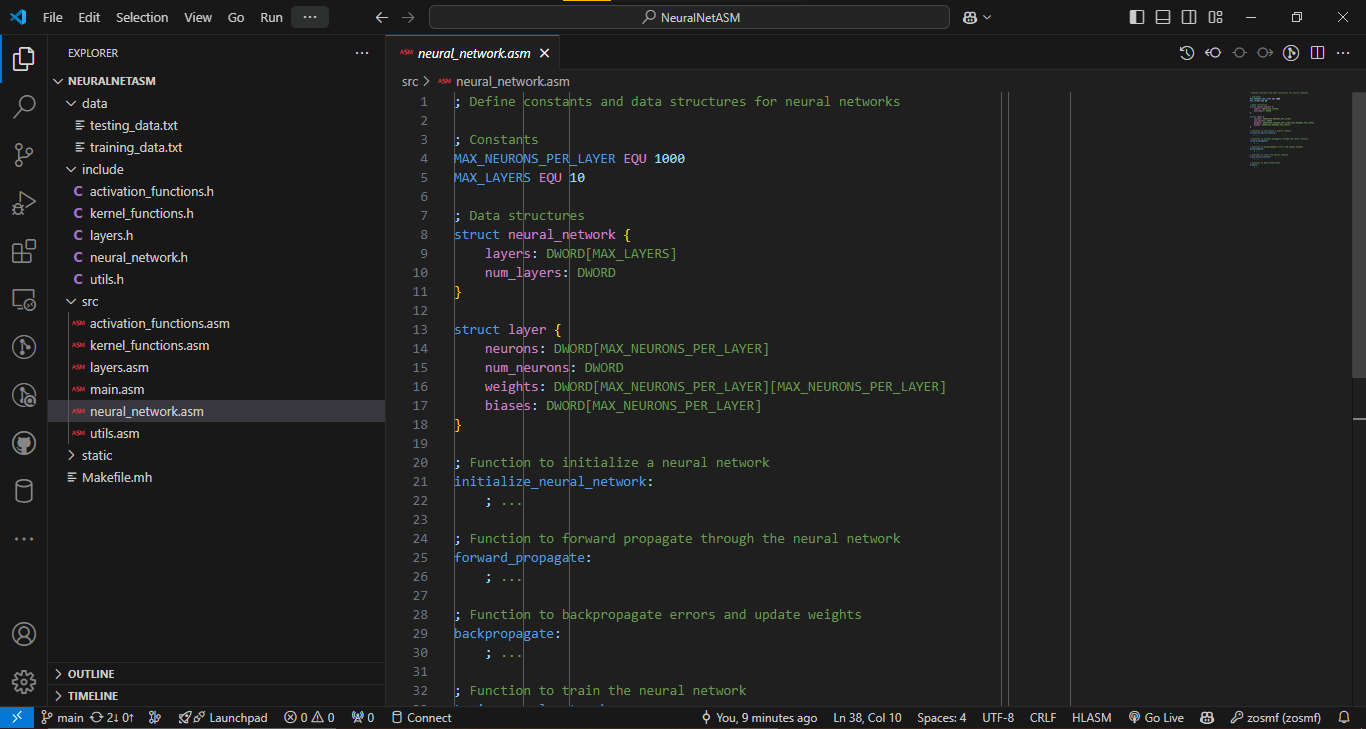 File Edit Selection View Go Run ··· NeuralNetASM
EXPLORER ···
NEURALNETASM
data
testing_data.txt
training_data.txt
include
C activation_functions.h
C kernel_functions.h
C layers.h
C neural_network.h
C utils.h
src
ASM activation_functions.asm
ASM kernel_functions.asm
ASM layers.asm
ASM main.asm
ASM neural_network.asm
ASM utils.asm
static
Makefile.mh
OUTLINE
TIMELINE
ASM neural_network.asm
src > ASM neural_network.asm
1 ; Define constants and data structures for neural networks
2
3 ; Constants
4 MAX_NEURONS_PER_LAYER EQU 1000
5 MAX_LAYERS EQU 10
6
7 ; Data structures
8 struct neural_network {
9 layers: DWORD[MAX_LAYERS]
10 num_layers: DWORD
11 }
12
13 struct layer {
14 neurons: DWORD[MAX_NEURONS_PER_LAYER]
15 num_neurons: DWORD
16 weights: DWORD[MAX_NEURONS_PER_LAYER][MAX_NEURONS_PER_LAYER]
17 biases: DWORD[MAX_NEURONS_PER_LAYER]
18 }
19
20 ; Function to initialize a neural network
21 initialize_neural_network:
22 ; ...
23
24 ; Function to forward propagate through the neural network
25 forward_propagate:
26 ; ...
27
28 ; Function to backpropagate errors and update weights
29 backpropagate:
30 ; ...
31
32 ; Function to train the neural network
main 2↓ 0↑ Launchpad 0 0 0 Connect You, 9 minutes ago Ln 38, Col 10 Spaces: 4 UTF-8 CRLF HLASM Go Live zosmf (zosmf)